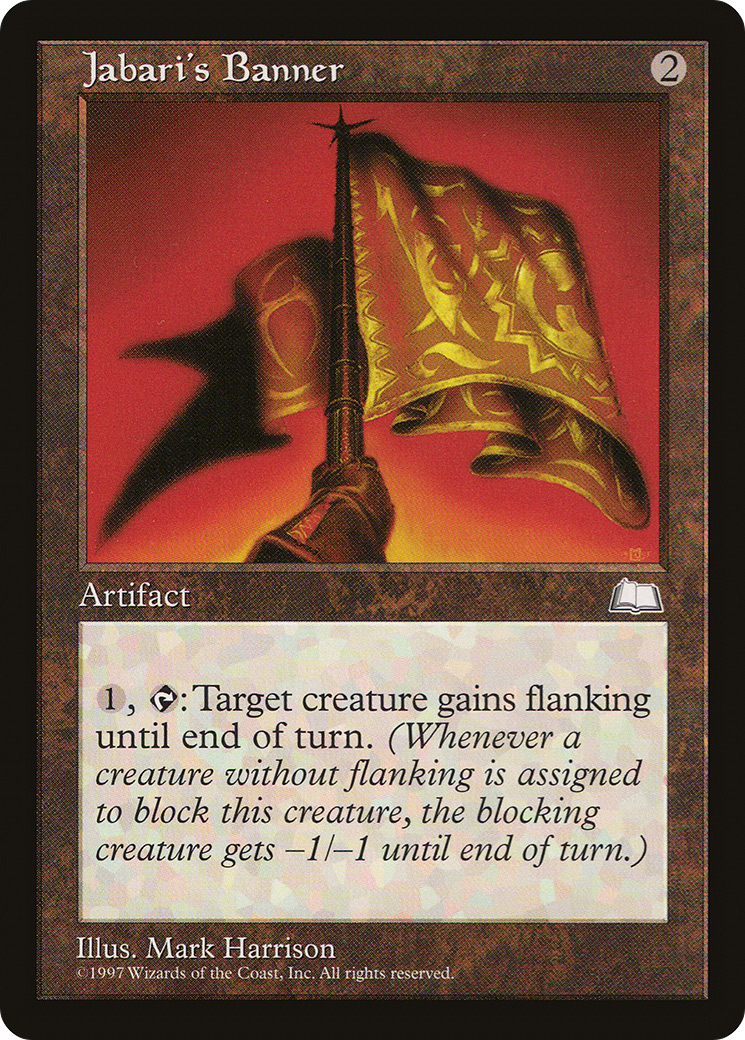 Jabari's Banner
2
Artifact
1, : Target creature gains flanking
until end of turn. (Whenever a
creature without flanking is assigned
to block this creature, the blocking
creature gets –1/–1 until end of turn.)
Illus. Mark Harrison
©1997 Wizards of the Coast, Inc. All rights reserved.